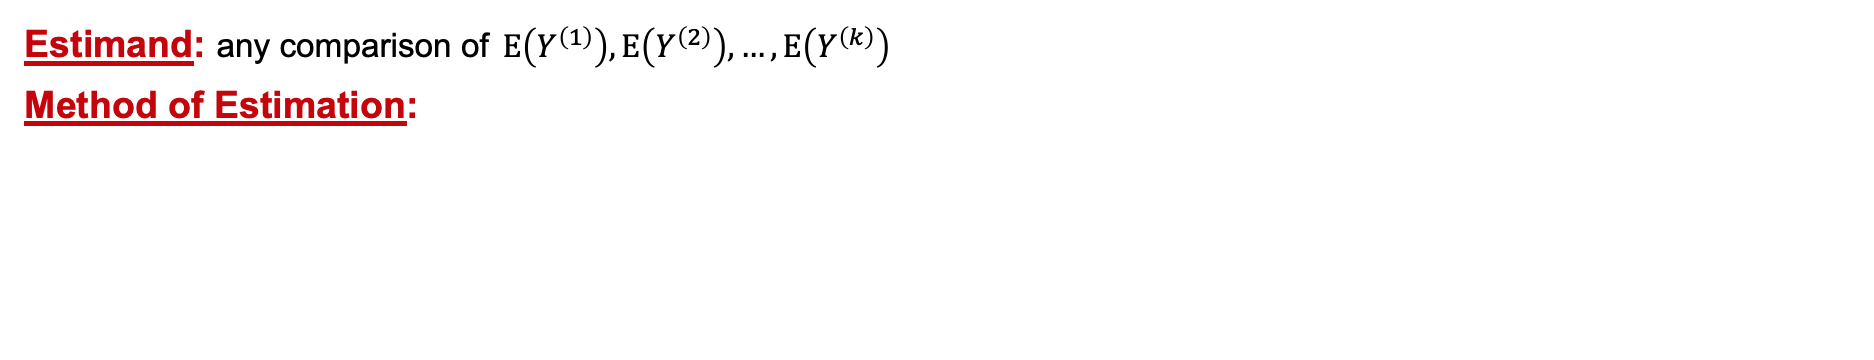 Estimand: any comparison of E(Y⁽¹⁾), E(Y⁽²⁾), ... , E(Y⁽ᵏ⁾)
Method of Estimation: